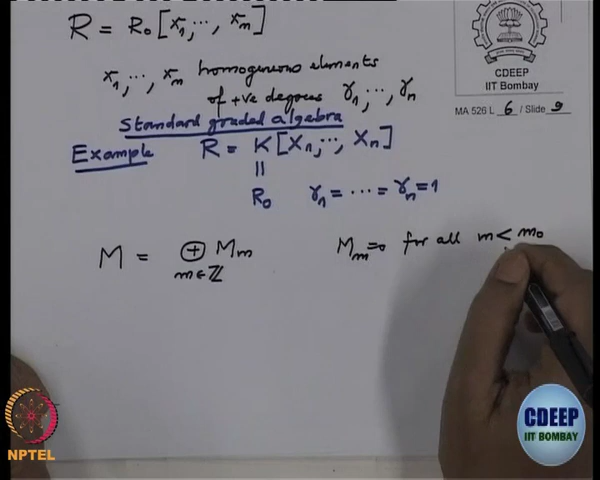 R = R₀ [x₁, ⋯, xₙ]
x₁, ⋯, xₙ homogeneous elements
of +ve degrees γ₁, ⋯, γₙ
Standard graded algebra
Example R = K [X₁, ⋯, Xₙ]
||
R₀ γ₁ = ⋯ = γₙ = 1
M = ⊕ Mₘ Mₘ = 0 for all m < m₀
m ∈ ℤ
CDEEP
IIT Bombay
MA 526 L 6 / Slide 9
NPTEL
CDEEP
IIT BOMBAY